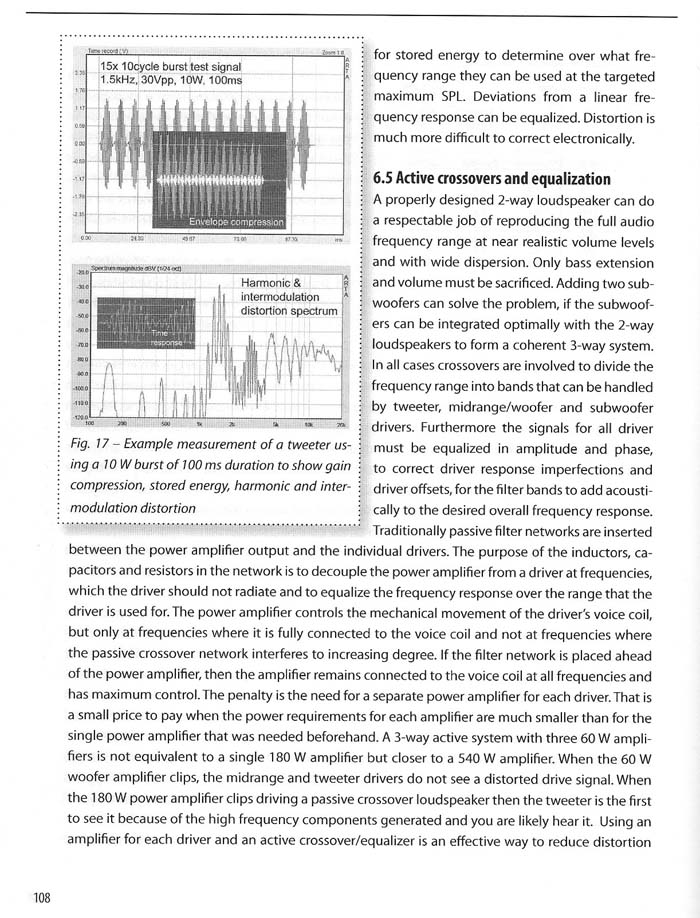 Time record (V)
Zoom 1:8
ARTA
15x 10cycle burst test signal
1.5kHz, 30Vpp, 10W, 100ms
1.76
1.17
0.59
0.00
-0.59
-1.17
-1.76
-2.35
Envelope compression
0.00
24.83
49.67
ms
Spectrum magnitude dBV (1/24 oct)
ARTA
-20.0
-30.0
-40.0
-50.0
-70.0
-80.0
-90.0
-100.0
-110.0
-120.0
Harmonic &
intermodulation
distortion spectrum
Time
response
100
200
500
1k
2k
5k
10k
20k
Fig. 17 – Example measurement of a tweeter us-
ing a 10 W burst of 100 ms duration to show gain
compression, stored energy, harmonic and inter-
modulation distortion
for stored energy to determine over what fre-
quency range they can be used at the targeted
maximum SPL. Deviations from a linear fre-
quency response can be equalized. Distortion is
much more difficult to correct electronically.
6.5 Active crossovers and equalization
A properly designed 2-way loudspeaker can do
a respectable job of reproducing the full audio
frequency range at near realistic volume levels
and with wide dispersion. Only bass extension
and volume must be sacrificed. Adding two sub-
woofers can solve the problem, if the subwoof-
ers can be integrated optimally with the 2-way
loudspeakers to form a coherent 3-way system.
In all cases crossovers are involved to divide the
frequency range into bands that can be handled
by tweeter, midrange/woofer and subwoofer
drivers. Furthermore the signals for all driver
must be equalized in amplitude and phase,
to correct driver response imperfections and
driver offsets, for the filter bands to add acousti-
cally to the desired overall frequency response.
Traditionally passive filter networks are inserted
between the power amplifier output and the individual drivers. The purpose of the inductors, ca-
pacitors and resistors in the network is to decouple the power amplifier from a driver at frequencies,
which the driver should not radiate and to equalize the frequency response over the range that the
driver is used for. The power amplifier controls the mechanical movement of the driver's voice coil,
but only at frequencies where it is fully connected to the voice coil and not at frequencies where
the passive crossover network interferes to increasing degree. If the filter network is placed ahead
of the power amplifier, then the amplifier remains connected to the voice coil at all frequencies and
has maximum control. The penalty is the need for a separate power amplifier for each driver. That is
a small price to pay when the power requirements for each amplifier are much smaller than for the
single power amplifier that was needed beforehand. A 3-way active system with three 60 W ampli-
fiers is not equivalent to a single 180 W amplifier but closer to a 540 W amplifier. When the 60 W
woofer amplifier clips, the midrange and tweeter drivers do not see a distorted drive signal. When
the 180 W power amplifier clips driving a passive crossover loudspeaker then the tweeter is the first
to see it because of the high frequency components generated and you are likely hear it. Using an
amplifier for each driver and an active crossover/equalizer is an effective way to reduce distortion
108